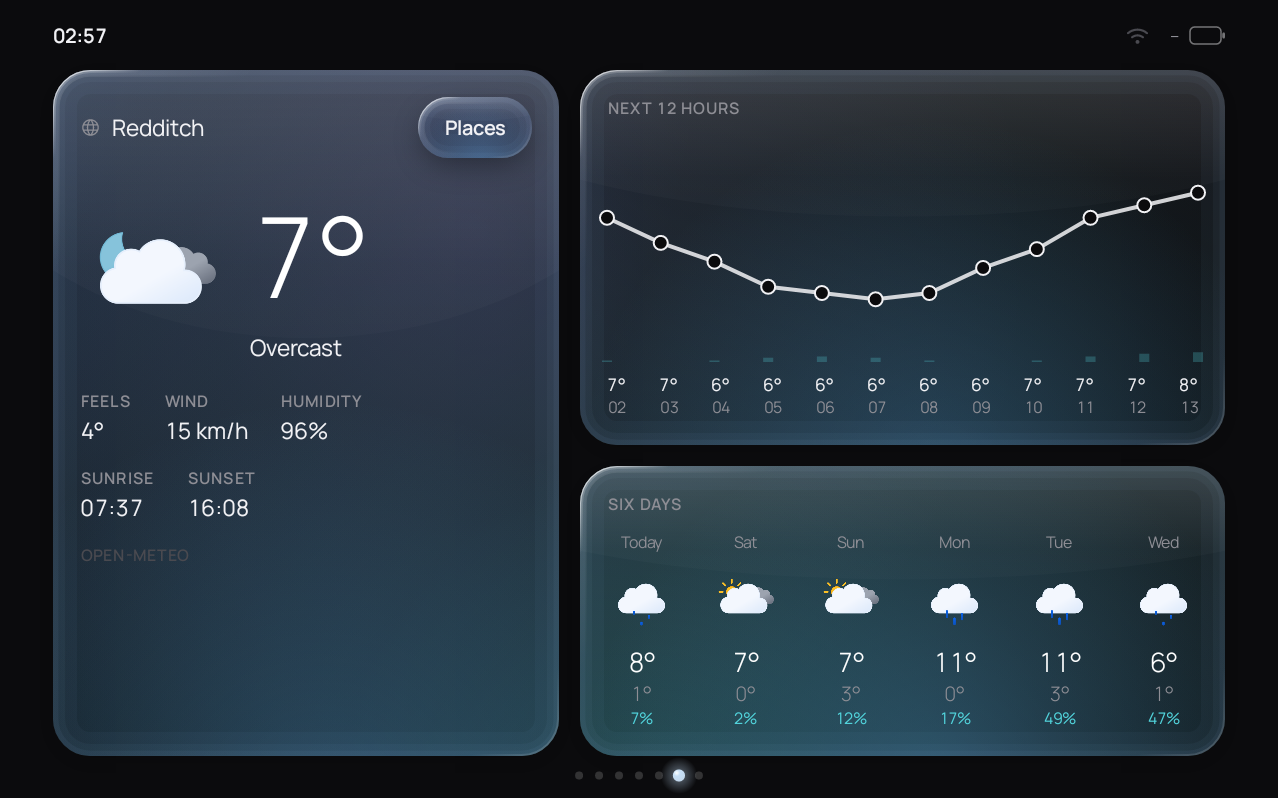 02:57
–
Redditch
Places
7°
Overcast
FEELS WIND HUMIDITY
4° 15 km/h 96%
SUNRISE SUNSET
07:37 16:08
OPEN-METEO
NEXT 12 HOURS
7° 7° 6° 6° 6° 6° 6° 6° 7° 7° 7° 8°
02 03 04 05 06 07 08 09 10 11 12 13
SIX DAYS
Today Sat Sun Mon Tue Wed
8° 7° 7° 11° 11° 6°
1° 0° 3° 0° 3° 1°
7% 2% 12% 17% 49% 47%